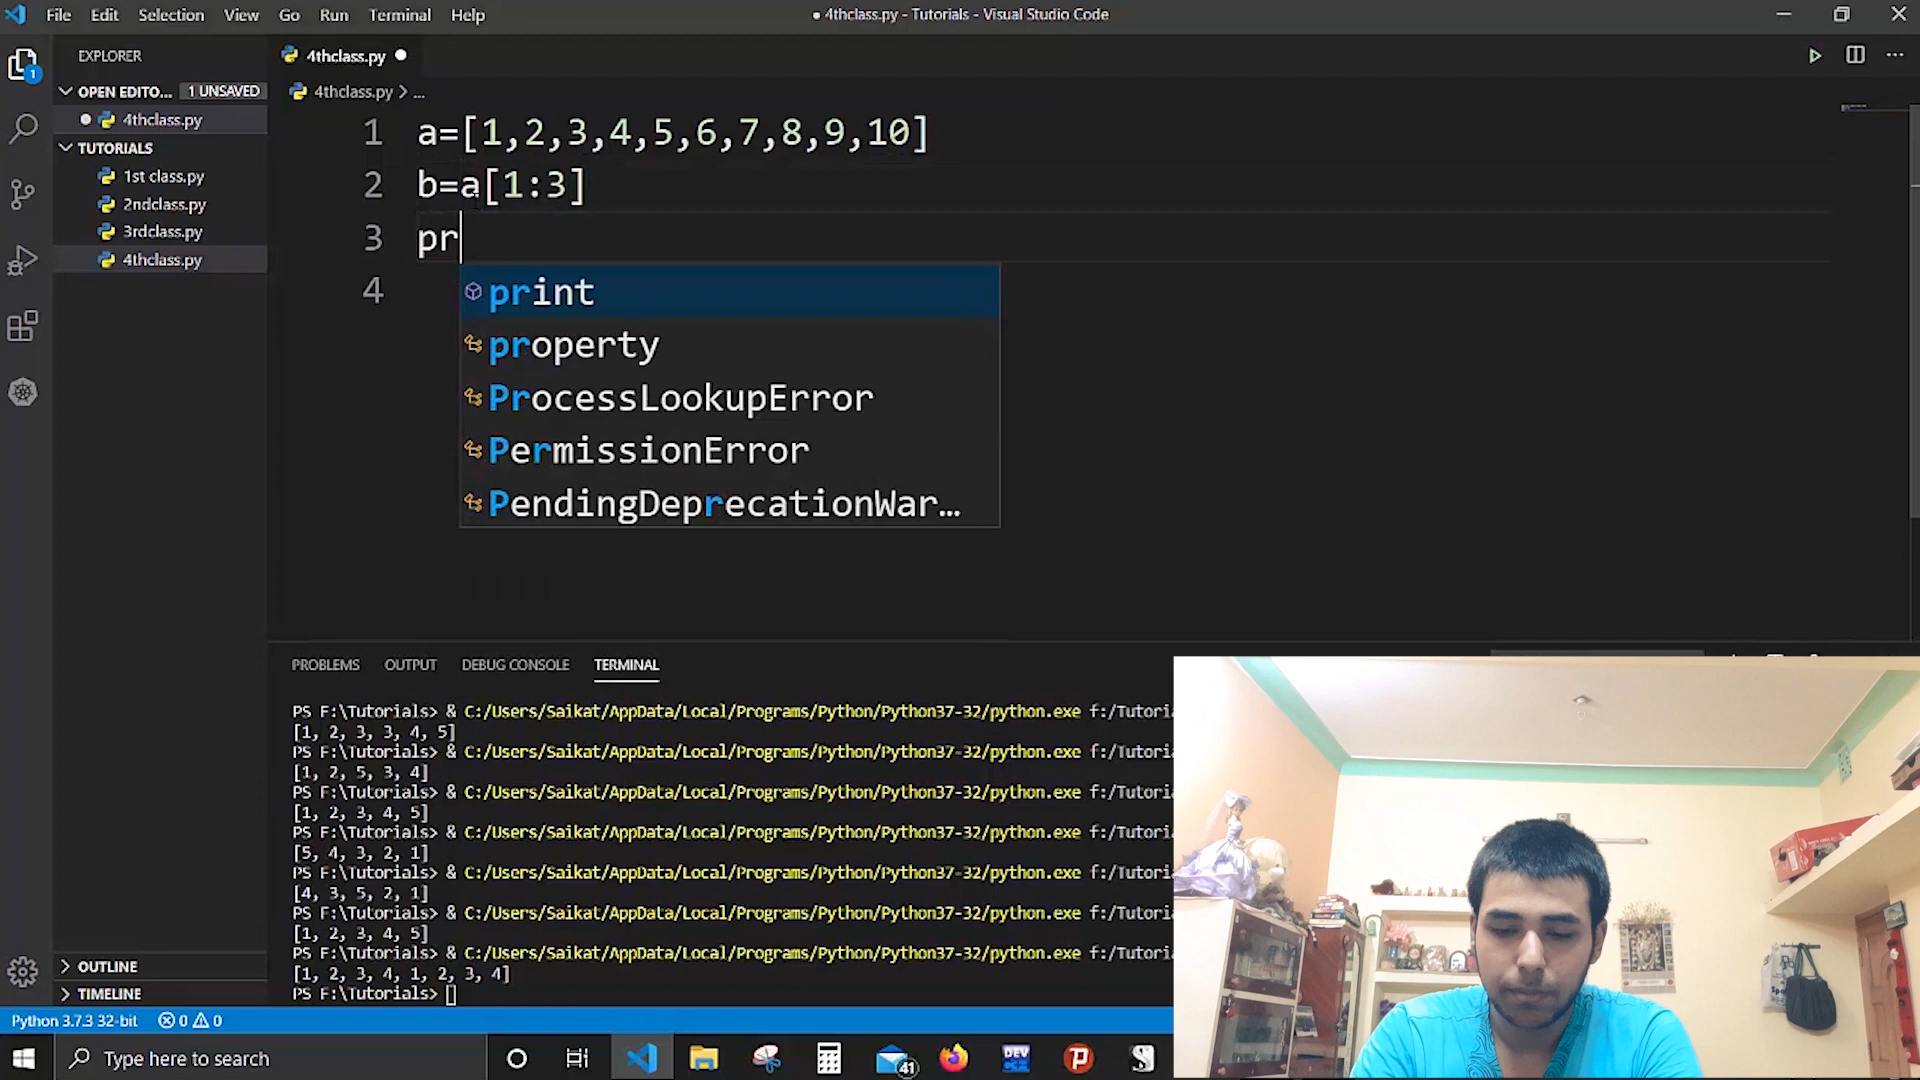 File Edit Selection View Go Run Terminal Help
● 4thclass.py - Tutorials - Visual Studio Code
EXPLORER
OPEN EDITO... 1 UNSAVED
4thclass.py
TUTORIALS
1st class.py
2ndclass.py
3rdclass.py
4thclass.py
OUTLINE
TIMELINE
4thclass.py
4thclass.py > ...
1 a=[1,2,3,4,5,6,7,8,9,10]
2 b=a[1:3]
3 pr
4
print
property
ProcessLookupError
PermissionError
PendingDeprecationWar…
PROBLEMS OUTPUT DEBUG CONSOLE TERMINAL
PS F:\Tutorials> & C:/Users/Saikat/AppData/Local/Programs/Python/Python37-32/python.exe f:/Tutoria
[1, 2, 3, 3, 4, 5]
PS F:\Tutorials> & C:/Users/Saikat/AppData/Local/Programs/Python/Python37-32/python.exe f:/Tutoria
[1, 2, 5, 3, 4]
PS F:\Tutorials> & C:/Users/Saikat/AppData/Local/Programs/Python/Python37-32/python.exe f:/Tutoria
[1, 2, 3, 4, 5]
PS F:\Tutorials> & C:/Users/Saikat/AppData/Local/Programs/Python/Python37-32/python.exe f:/Tutoria
[5, 4, 3, 2, 1]
PS F:\Tutorials> & C:/Users/Saikat/AppData/Local/Programs/Python/Python37-32/python.exe f:/Tutoria
[4, 3, 5, 2, 1]
PS F:\Tutorials> & C:/Users/Saikat/AppData/Local/Programs/Python/Python37-32/python.exe f:/Tutoria
[1, 2, 3, 4, 5]
PS F:\Tutorials> & C:/Users/Saikat/AppData/Local/Programs/Python/Python37-32/python.exe f:/Tutoria
[1, 2, 3, 4, 1, 2, 3, 4]
PS F:\Tutorials>
Python 3.7.3 32-bit 0 0
Type here to search
41
DEV